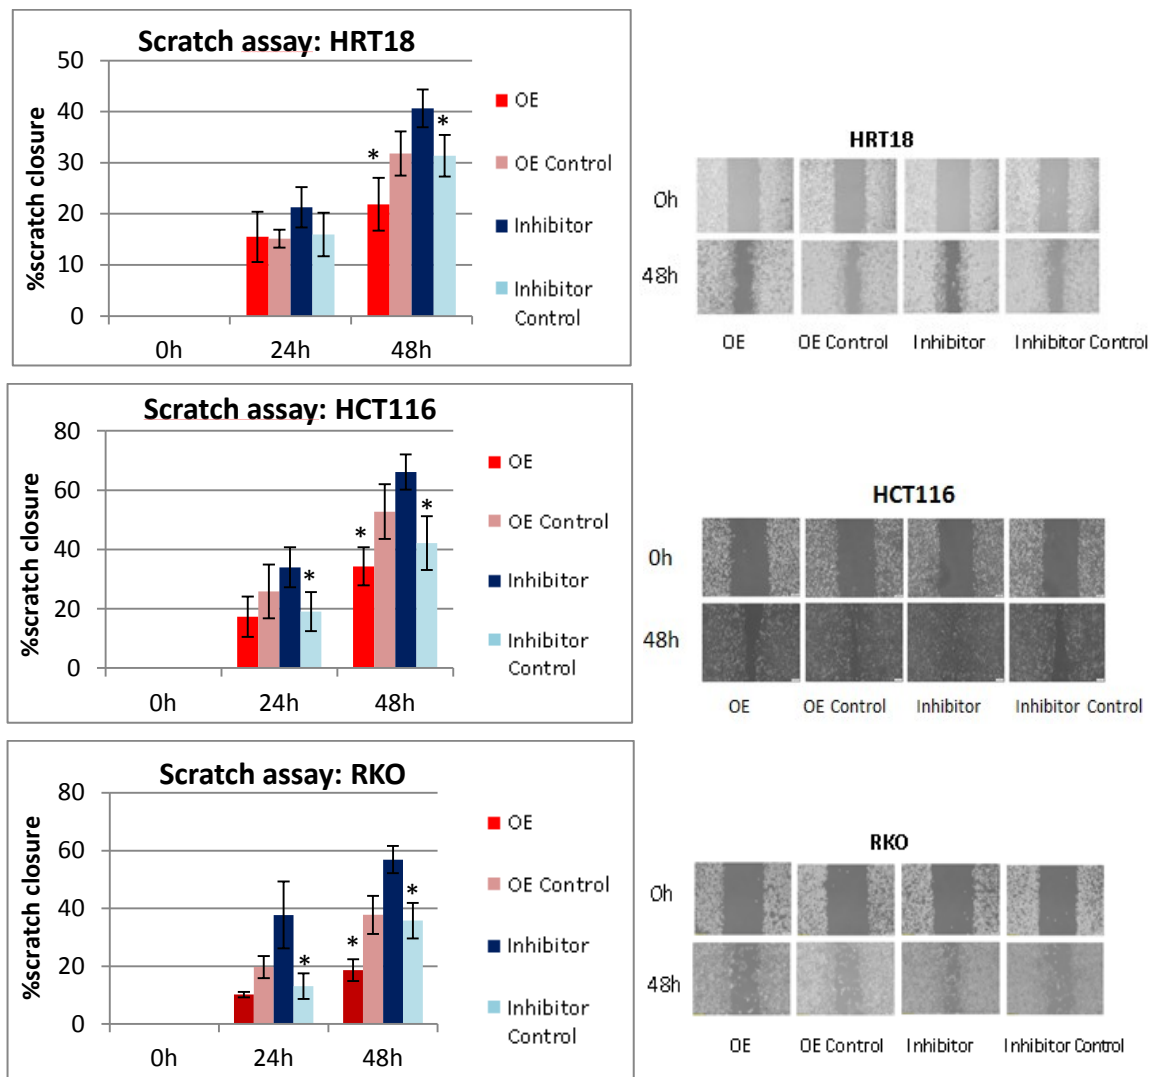 Scratch assay: HRT18
%scratch closure
50
40
30
20
10
0
* *
0h 24h 48h
OE
OE Control
Inhibitor
Inhibitor
Control
HRT18
0h
48h
OE OE Control Inhibitor Inhibitor Control
Scratch assay: HCT116
%scratch closure
80
60
40
20
0
* * *
0h 24h 48h
OE
OE Control
Inhibitor
Inhibitor
Control
HCT116
0h
48h
OE OE Control Inhibitor Inhibitor Control
Scratch assay: RKO
%scratch closure
80
60
40
20
0
* * *
0h 24h 48h
OE
OE Control
Inhibitor
Inhibitor
Control
RKO
0h
48h
OE OE Control Inhibitor Inhibitor Control